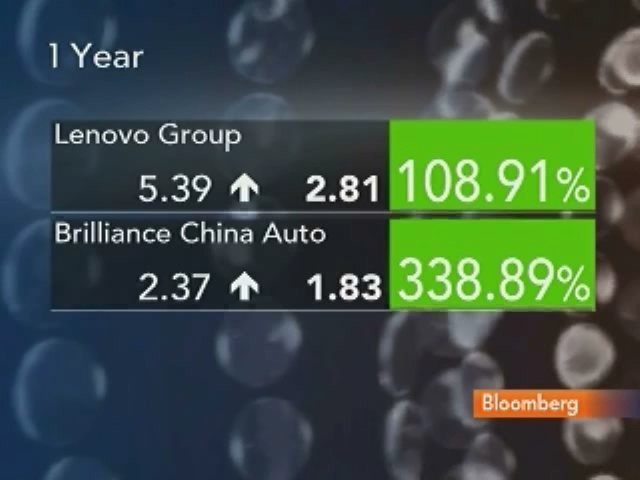 1 Year
Lenovo Group
5.39 ↑ 2.81 108.91%
Brilliance China Auto
2.37 ↑ 1.83 338.89%
Bloomberg